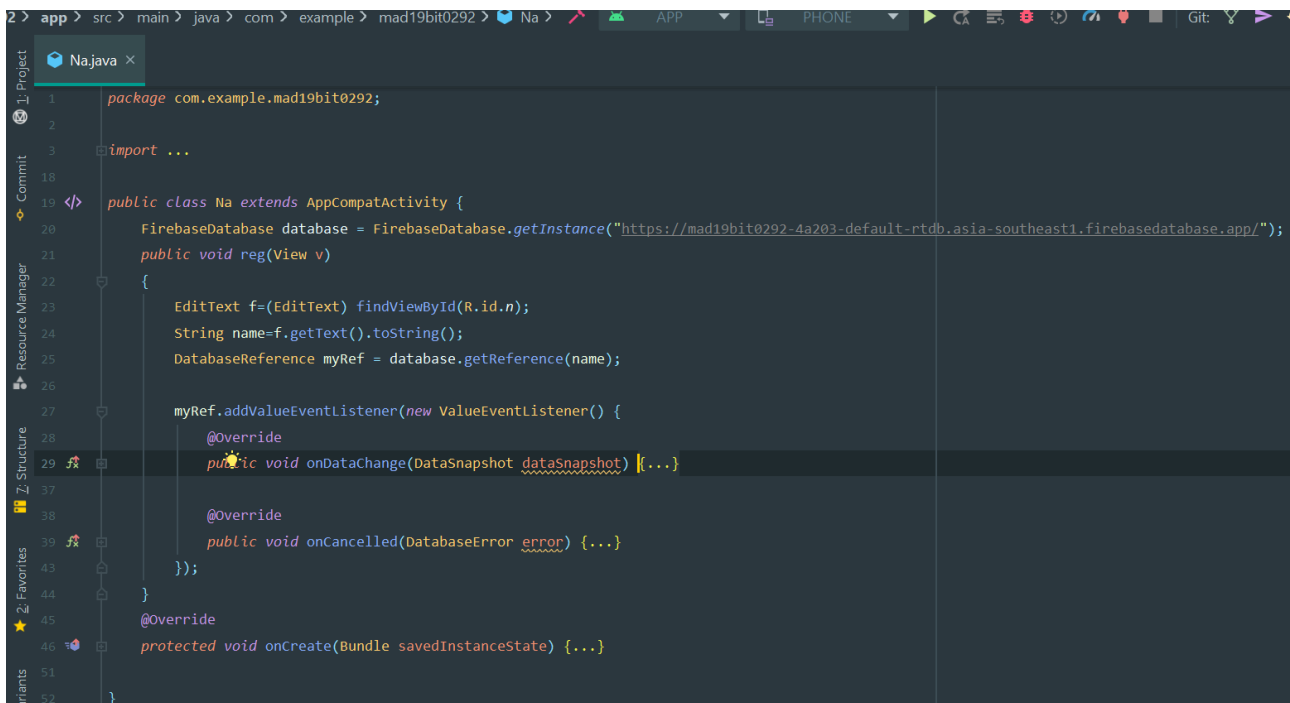 2 > app > src > main > java > com > example > mad19bit0292 > Na > APP PHONE Git:
Na.java ×
1: Project
Commit
Resource Manager
7: Structure
2: Favorites
riants
1 package com.example.mad19bit0292;
2
3 import ...
18
19 </> public class Na extends AppCompatActivity {
20 FirebaseDatabase database = FirebaseDatabase.getInstance("https://mad19bit0292-4a203-default-rtdb.asia-southeast1.firebasedatabase.app/");
21 public void reg(View v)
22 {
23 EditText f=(EditText) findViewById(R.id.n);
24 String name=f.getText().toString();
25 DatabaseReference myRef = database.getReference(name);
26
27 myRef.addValueEventListener(new ValueEventListener() {
28 @Override
29 public void onDataChange(DataSnapshot dataSnapshot) {...}
37
38 @Override
39 public void onCancelled(DatabaseError error) {...}
43 });
44 }
45 @Override
46 protected void onCreate(Bundle savedInstanceState) {...}
51
52 }